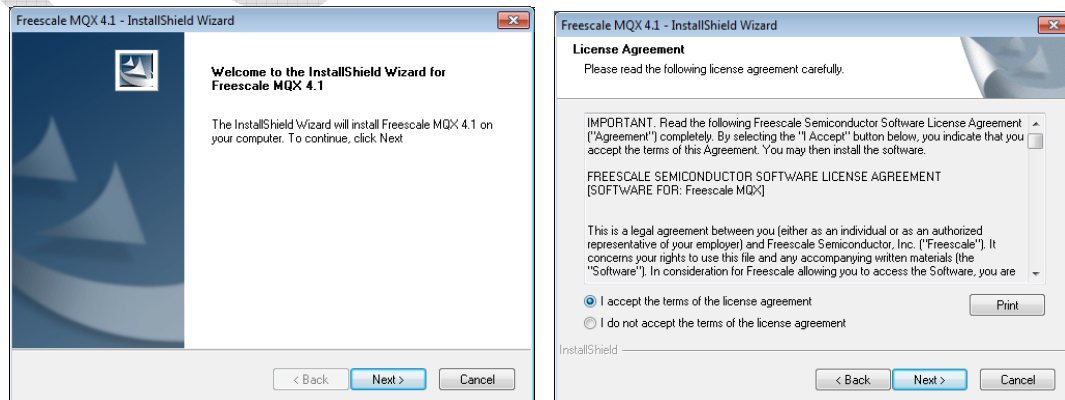 Freescale MQX 4.1 - InstallShield Wizard
Welcome to the InstallShield Wizard for
Freescale MQX 4.1
The InstallShield Wizard will install Freescale MQX 4.1 on
your computer. To continue, click Next
< Back
Next >
Cancel
Freescale MQX 4.1 - InstallShield Wizard
License Agreement
Please read the following license agreement carefully.
IMPORTANT. Read the following Freescale Semiconductor Software License Agreement
("Agreement") completely. By selecting the "I Accept" button below, you indicate that you
accept the terms of this Agreement. You may then install the software.
FREESCALE SEMICONDUCTOR SOFTWARE LICENSE AGREEMENT
[SOFTWARE FOR: Freescale MQX]
This is a legal agreement between you (either as an individual or as an authorized
representative of your employer) and Freescale Semiconductor, Inc. ("Freescale"). It
concerns your rights to use this file and any accompanying written materials (the
"Software"). In consideration for Freescale allowing you to access the Software, you are
I accept the terms of the license agreement
Print
I do not accept the terms of the license agreement
InstallShield
< Back
Next >
Cancel